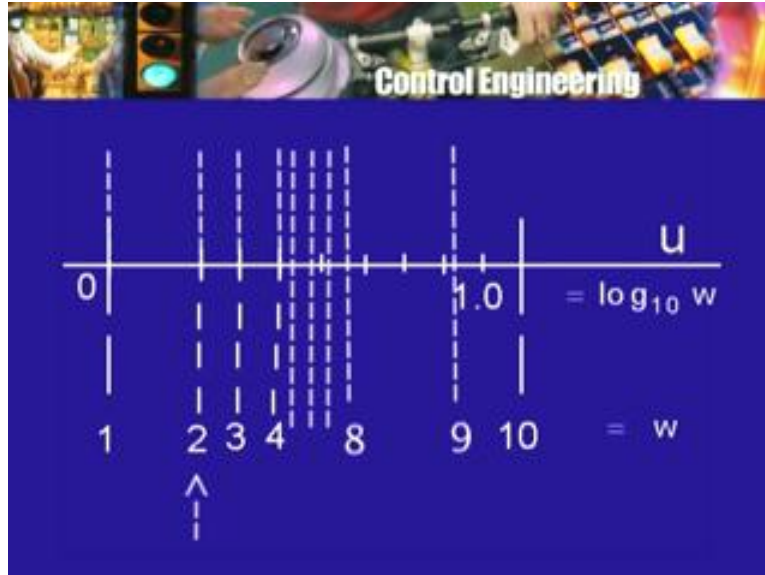 Control Engineering
u
0 1.0 = log₁₀ w
1 2 3 4 8 9 10 = w